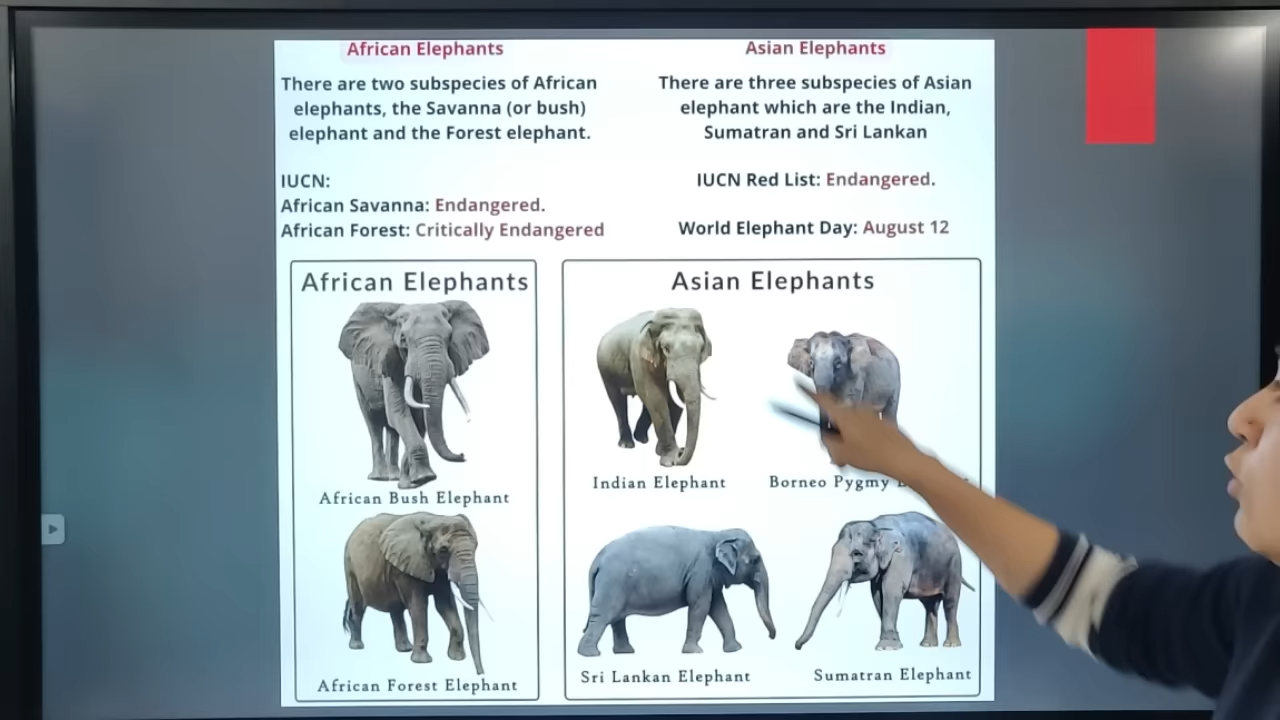 African Elephants
There are two subspecies of African
elephants, the Savanna (or bush)
elephant and the Forest elephant.
IUCN:
African Savanna: Endangered.
African Forest: Critically Endangered
Asian Elephants
There are three subspecies of Asian
elephant which are the Indian,
Sumatran and Sri Lankan
IUCN Red List: Endangered.
World Elephant Day: August 12
African Elephants
African Bush Elephant
African Forest Elephant
Asian Elephants
Indian Elephant
Borneo Pygmy
Sri Lankan Elephant
Sumatran Elephant